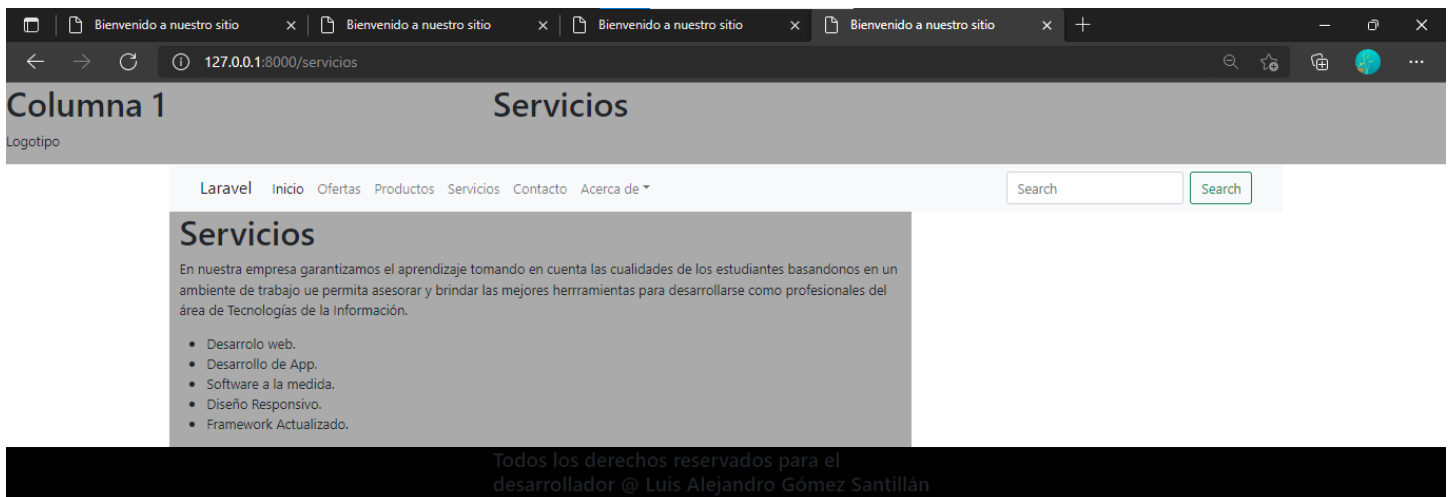 Bienvenido a nuestro sitio
Bienvenido a nuestro sitio
Bienvenido a nuestro sitio
Bienvenido a nuestro sitio
127.0.0.1:8000/servicios
Columna 1
Servicios
Logotipo
Laravel Inicio Ofertas Productos Servicios Contacto Acerca de Search Search
Servicios
En nuestra empresa garantizamos el aprendizaje tomando en cuenta las cualidades de los estudiantes basandonos en un
ambiente de trabajo ue permita asesorar y brindar las mejores herrramientas para desarrollarse como profesionales del
área de Tecnologías de la Información.
Desarrolo web.
Desarrollo de App.
Software a la medida.
Diseño Responsivo.
Framework Actualizado.
Todos los derechos reservados para el
desarrollador @ Luis Alejandro Gómez Santillán